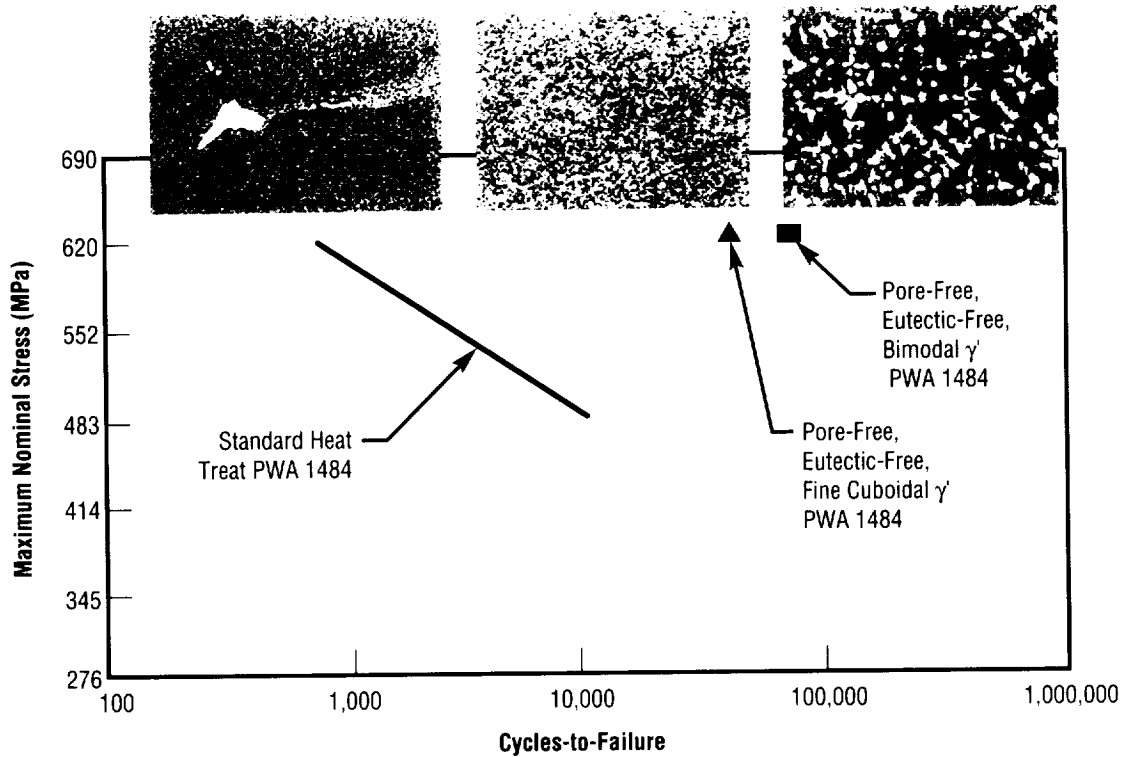 690
620
552
483
414
345
276
Maximum Nominal Stress (MPa)
Standard Heat
Treat PWA 1484
Pore-Free,
Eutectic-Free,
Bimodal γ'
PWA 1484
Pore-Free,
Eutectic-Free,
Fine Cuboidal γ'
PWA 1484
100
1,000
10,000
100,000
1,000,000
Cycles-to-Failure